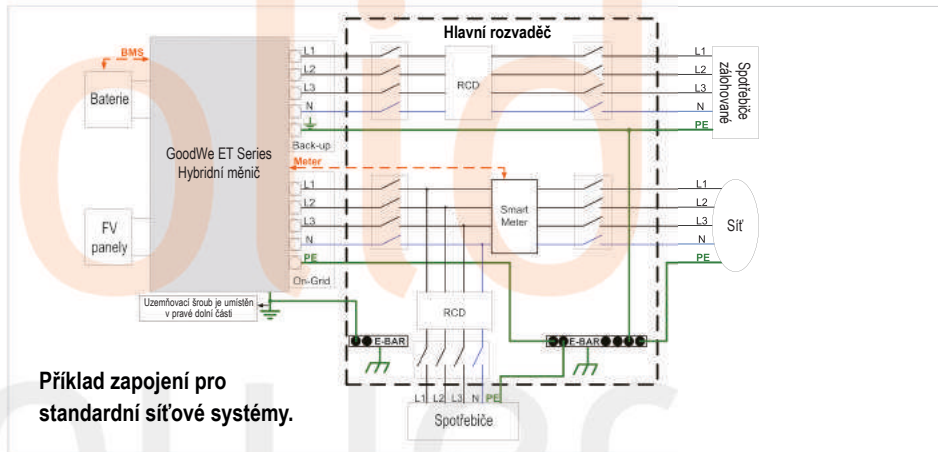 Hlavní rozvaděč
BMS
Baterie
GoodWe ET Series
Hybridní měnič
FV
panely
L1
L2
L3
N
Back-up
Meter
L1
L2
L3
N
PE
On-Grid
RCD
Smart
Meter
RCD
L1
L2
L3
N
PE
Spotřebiče
zálohované
L1
L2
L3
N
PE
Síť
Uzemňovací šroub je umístěn
v pravé dolní části
E-BAR
E-BAR
L1 L2 L3 N PE
Spotřebiče
Příklad zapojení pro
standardní síťové systémy.